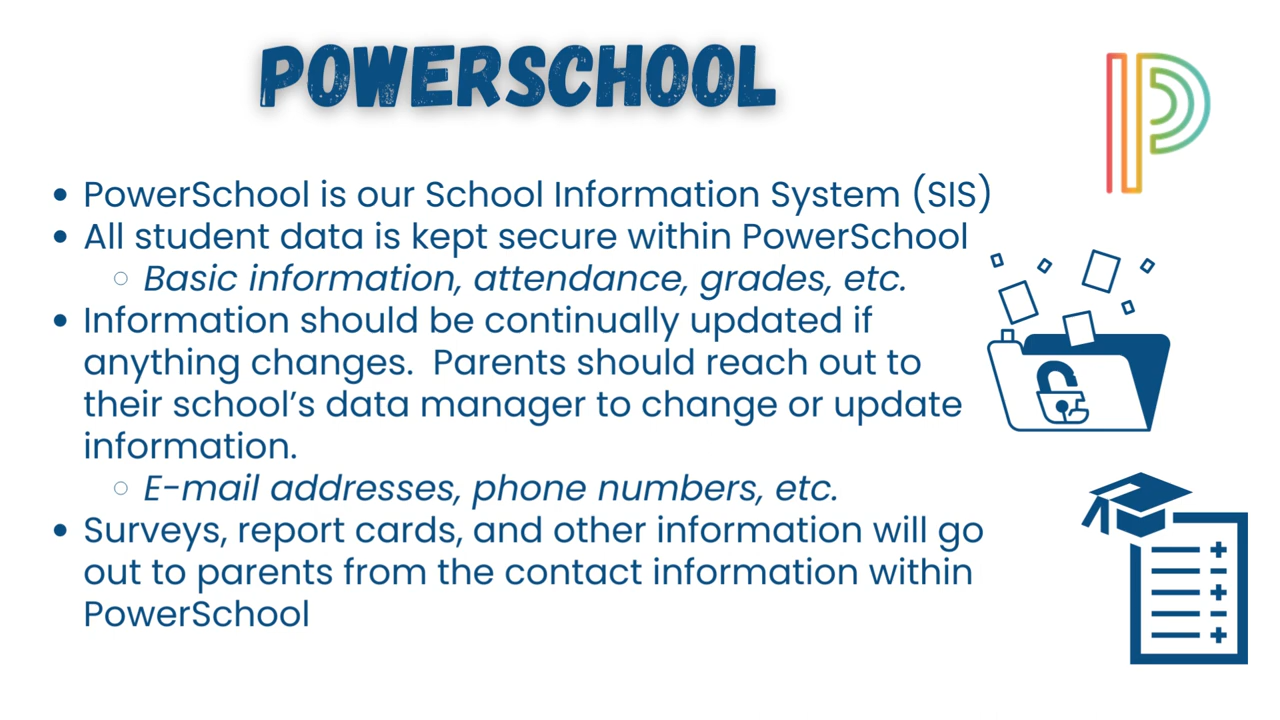 POWERSCHOOL
• PowerSchool is our School Information System (SIS)
• All student data is kept secure within PowerSchool
○ Basic information, attendance, grades, etc.
• Information should be continually updated if
anything changes.  Parents should reach out to
their school’s data manager to change or update
information.
○ E-mail addresses, phone numbers, etc.
• Surveys, report cards, and other information will go
out to parents from the contact information within
PowerSchool